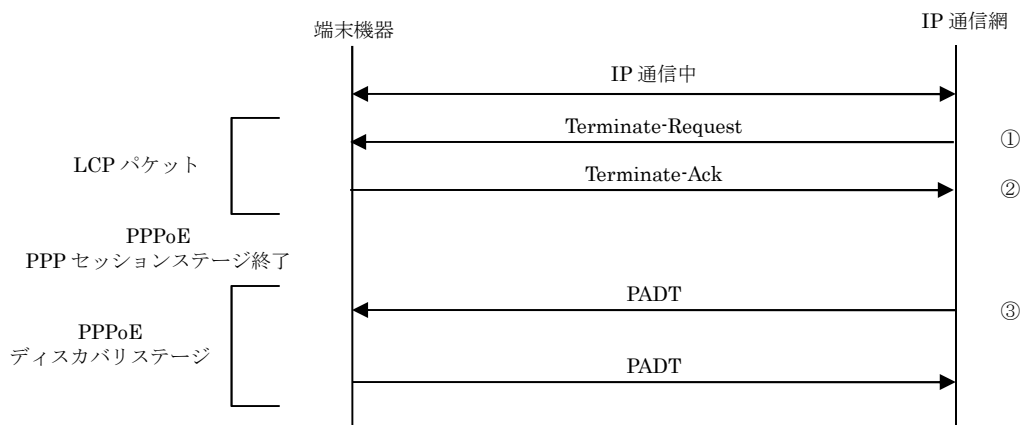 端末機器
IP 通信網
IP 通信中
Terminate-Request
①
LCP パケット
Terminate-Ack
②
PPPoE
PPP セッションステージ終了
PADT
③
PPPoE
ディスカバリステージ
PADT